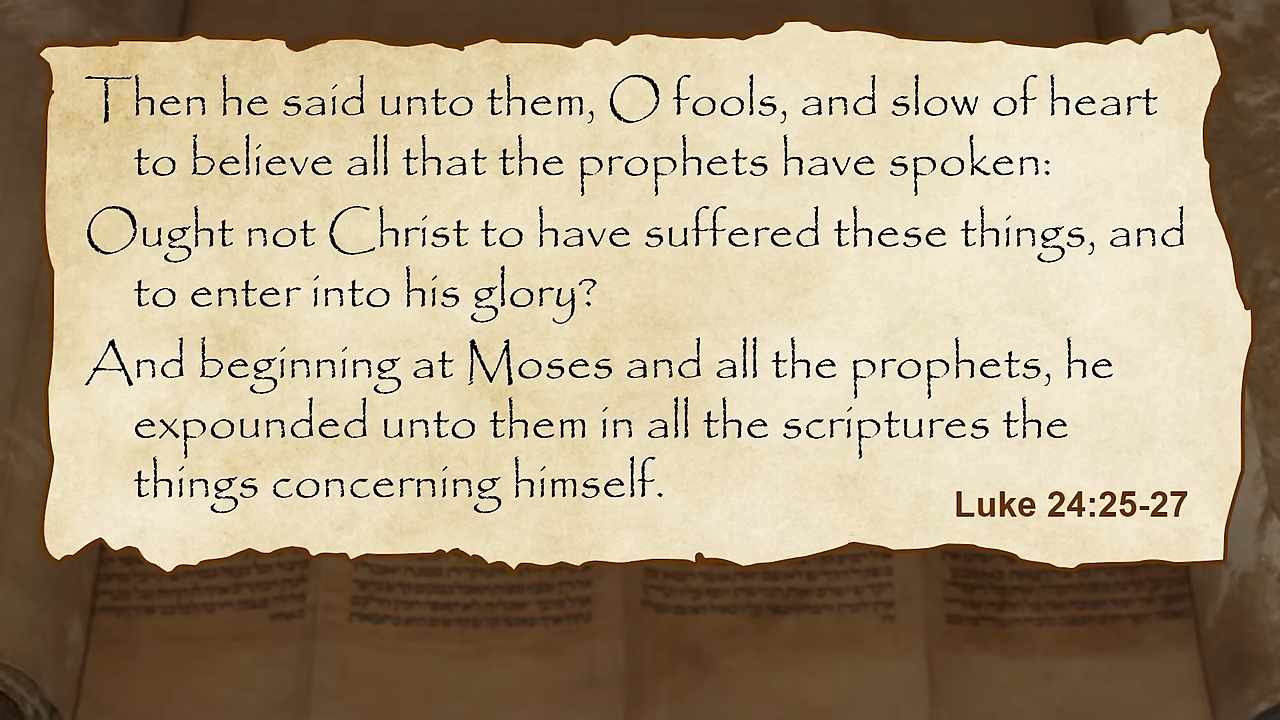 Then he said unto them, O fools, and slow of heart
to believe all that the prophets have spoken:
Ought not Christ to have suffered these things, and
to enter into his glory?
And beginning at Moses and all the prophets, he
expounded unto them in all the scriptures the
things concerning himself.
Luke 24:25-27